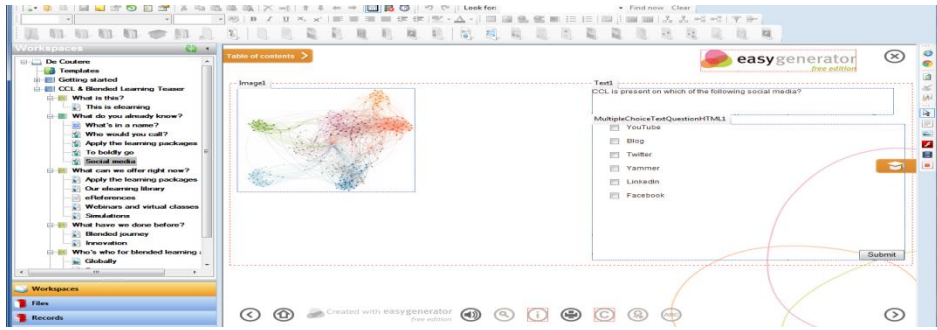 Look for:
Find now Clear
Workspaces
De Coutere
Templates
Getting started
CCL & Blended Learning Teaser
What is this?
This is elearning
What do you already know?
What's in a name?
Who would you call?
Apply the learning packages
To boldly go
Social media
What can we offer right now?
Apply the learning packages
Our elearning library
eReferences
Webinars and virtual classes
Simulations
What have we done before?
Blended journey
Innovation
Who's who for blended learning
Globally
Workspaces
Files
Records
Table of contents
easygenerator
free edition
Image1
Text1
CCL is present on which of the following social media?
MultipleChoiceTextQuestionHTML1
YouTube
Blog
Twitter
Yammer
LinkedIn
Facebook
Submit
Created with easygenerator
free edition